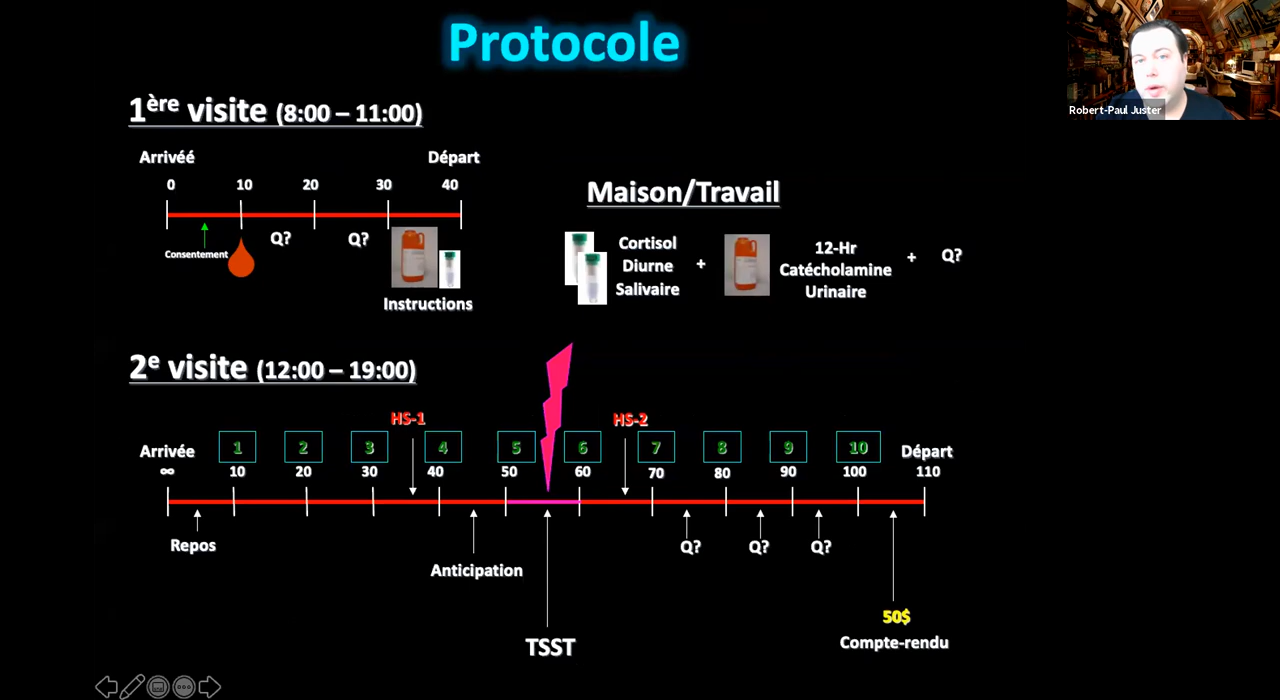 Protocole
Robert-Paul Juster
1ère visite (8:00 – 11:00)
Arrivéé
Départ
0 10 20 30 40
Consentement
Q?
Q?
Instructions
Maison/Travail
Cortisol
Diurne
Salivaire
+
12-Hr
Catécholamine
Urinaire
+
Q?
2e visite (12:00 – 19:00)
HS-1
HS-2
Arrivée 1 2 3 4 5 6 7 8 9 10 Départ
∞ 10 20 30 40 50 60 70 80 90 100 110
Repos
Q?
Q?
Q?
Anticipation
50$
TSST
Compte-rendu